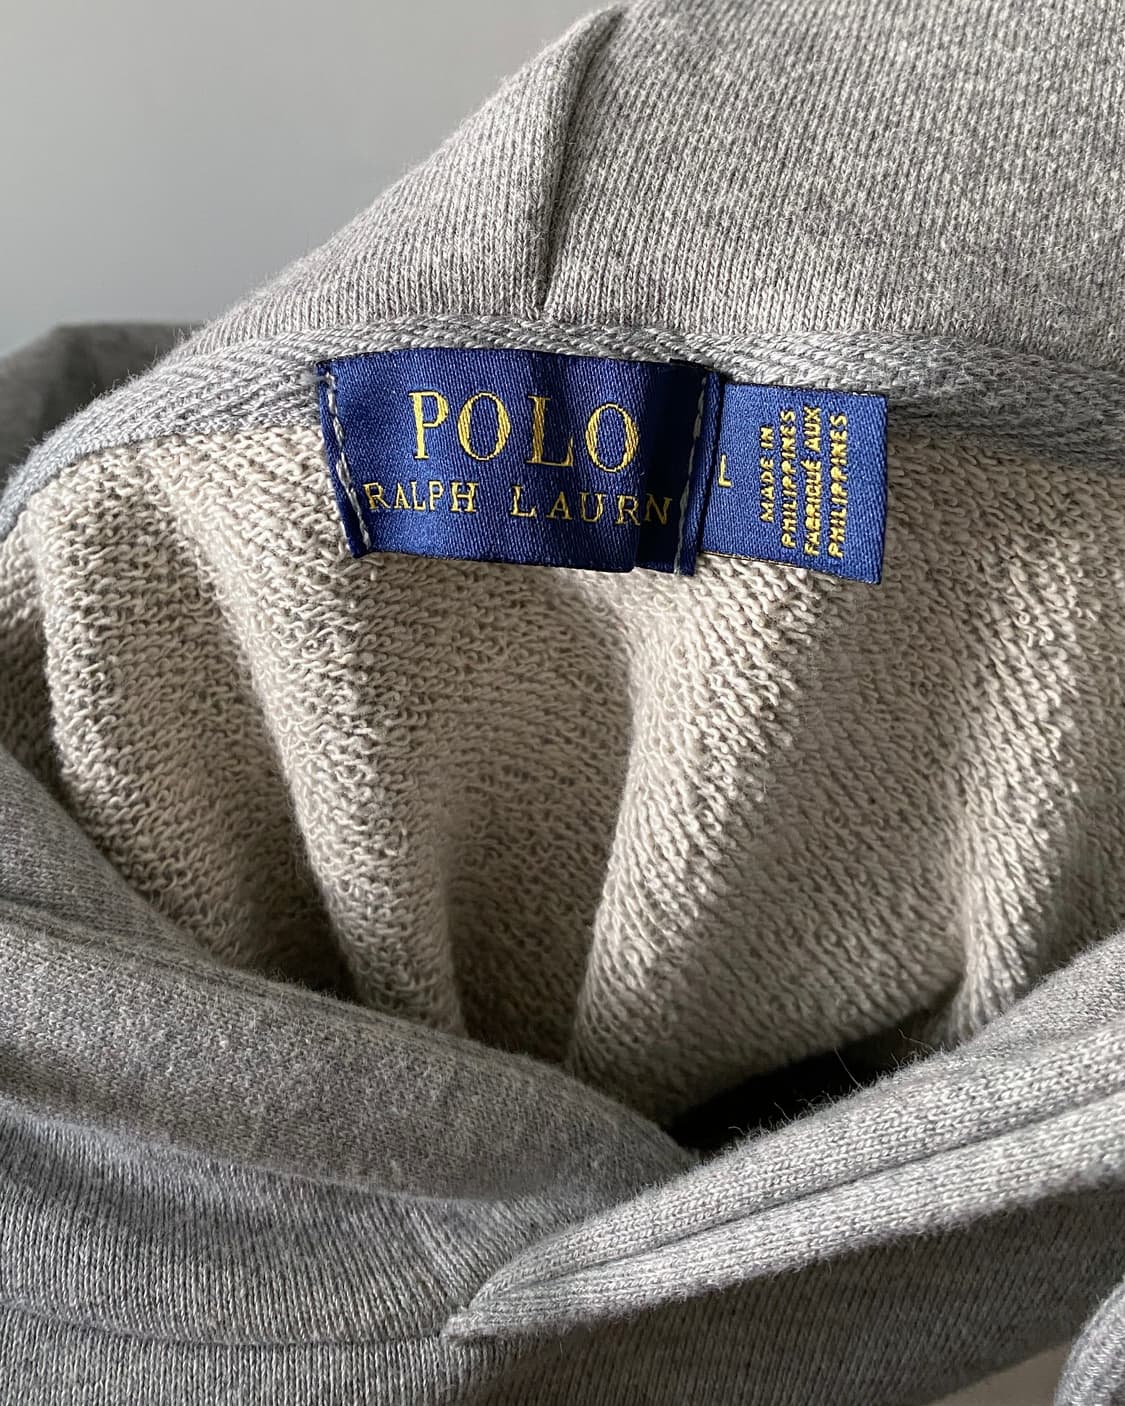 POLO
RALPH LAURN
L
MADE IN
PHILIPPINES
FABRIQUÉ AUX
PHILIPPINES